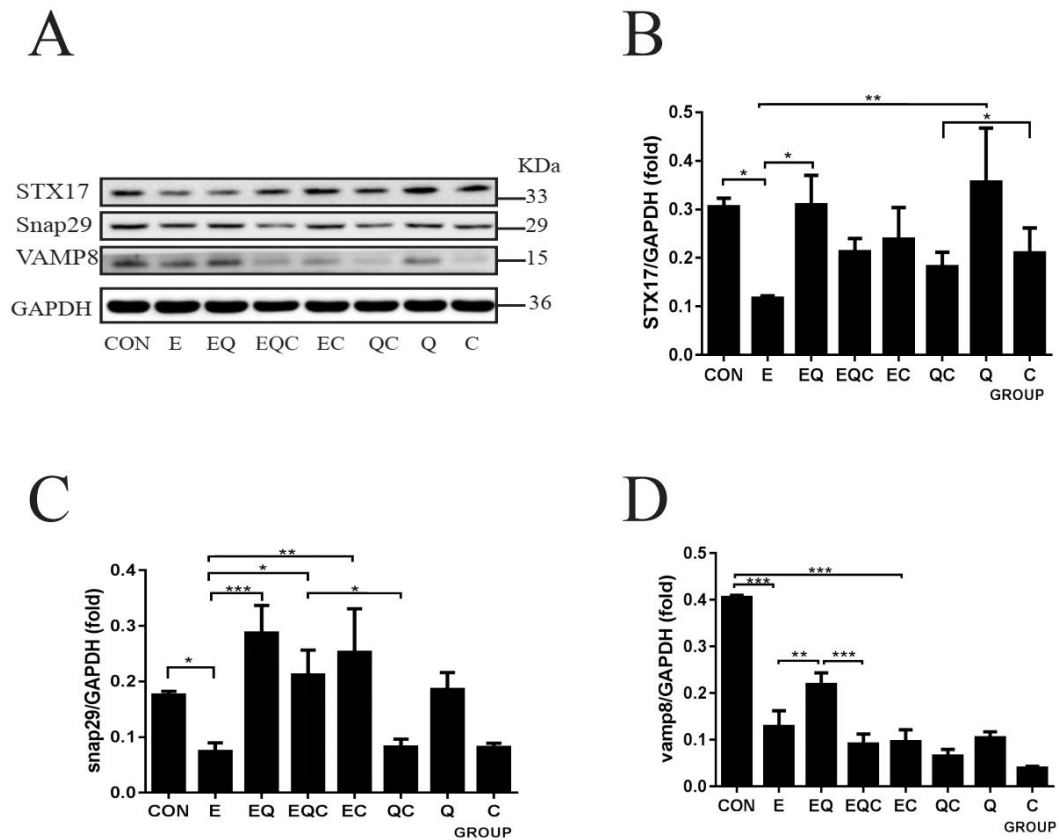 A
KDa
STX17
33
Snap29
29
VAMP8
15
GAPDH
36
CON E EQ EQC EC QC Q C
B
STX17/GAPDH (fold)
0.5
0.4
0.3
0.2
0.1
0.0
** 
*
*
*
CON E EQ EQC EC QC Q C
GROUP
C
snap29/GAPDH (fold)
0.4
0.3
0.2
0.1
0.0
**
*
***
*
*
CON E EQ EQC EC QC Q C
GROUP
D
vamp8/GAPDH (fold)
0.5
0.4
0.3
0.2
0.1
0.0
***
***
**
***
CON E EQ EQC EC QC Q C
GROUP